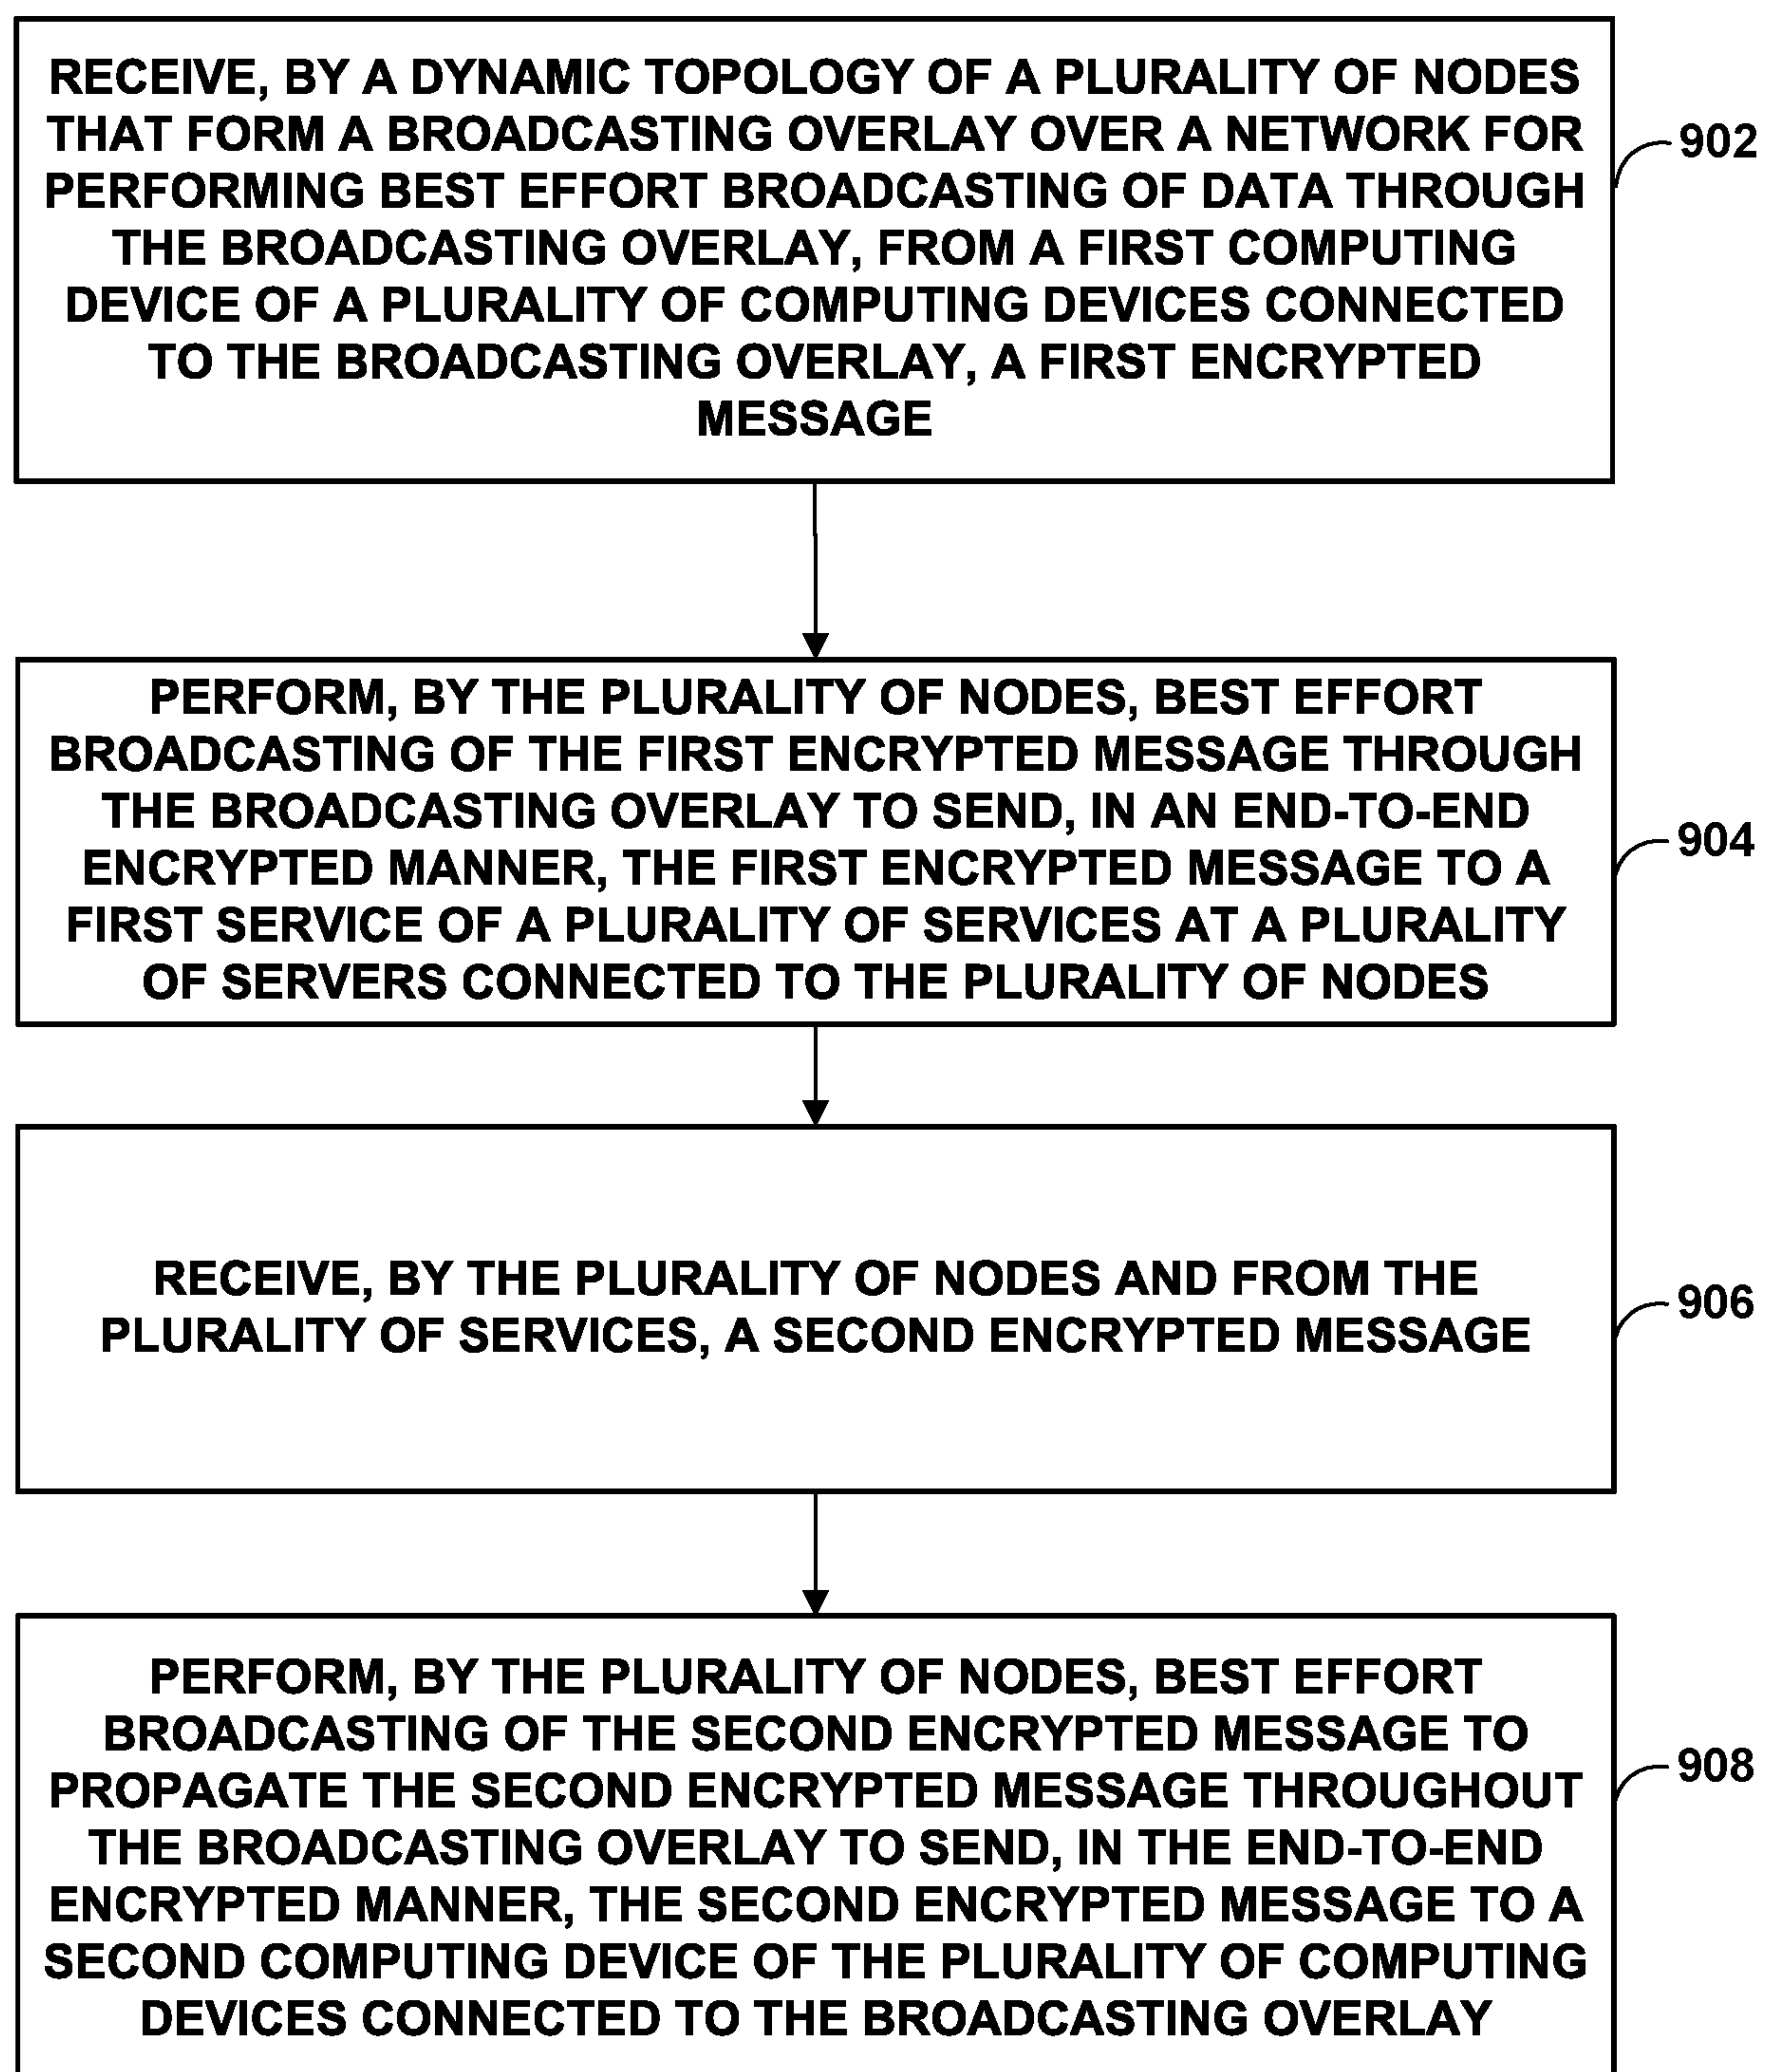 RECEIVE, BY A DYNAMIC TOPOLOGY OF A PLURALITY OF NODES
THAT FORM A BROADCASTING OVERLAY OVER A NETWORK FOR
PERFORMING BEST EFFORT BROADCASTING OF DATA THROUGH
THE BROADCASTING OVERLAY, FROM A FIRST COMPUTING
DEVICE OF A PLURALITY OF COMPUTING DEVICES CONNECTED
TO THE BROADCASTING OVERLAY, A FIRST ENCRYPTED
MESSAGE
902
PERFORM, BY THE PLURALITY OF NODES, BEST EFFORT
BROADCASTING OF THE FIRST ENCRYPTED MESSAGE THROUGH
THE BROADCASTING OVERLAY TO SEND, IN AN END-TO-END
ENCRYPTED MANNER, THE FIRST ENCRYPTED MESSAGE TO A
FIRST SERVICE OF A PLURALITY OF SERVICES AT A PLURALITY
OF SERVERS CONNECTED TO THE PLURALITY OF NODES
904
RECEIVE, BY THE PLURALITY OF NODES AND FROM THE
PLURALITY OF SERVICES, A SECOND ENCRYPTED MESSAGE
906
PERFORM, BY THE PLURALITY OF NODES, BEST EFFORT
BROADCASTING OF THE SECOND ENCRYPTED MESSAGE TO
PROPAGATE THE SECOND ENCRYPTED MESSAGE THROUGHOUT
THE BROADCASTING OVERLAY TO SEND, IN THE END-TO-END
ENCRYPTED MANNER, THE SECOND ENCRYPTED MESSAGE TO A
SECOND COMPUTING DEVICE OF THE PLURALITY OF COMPUTING
DEVICES CONNECTED TO THE BROADCASTING OVERLAY
908